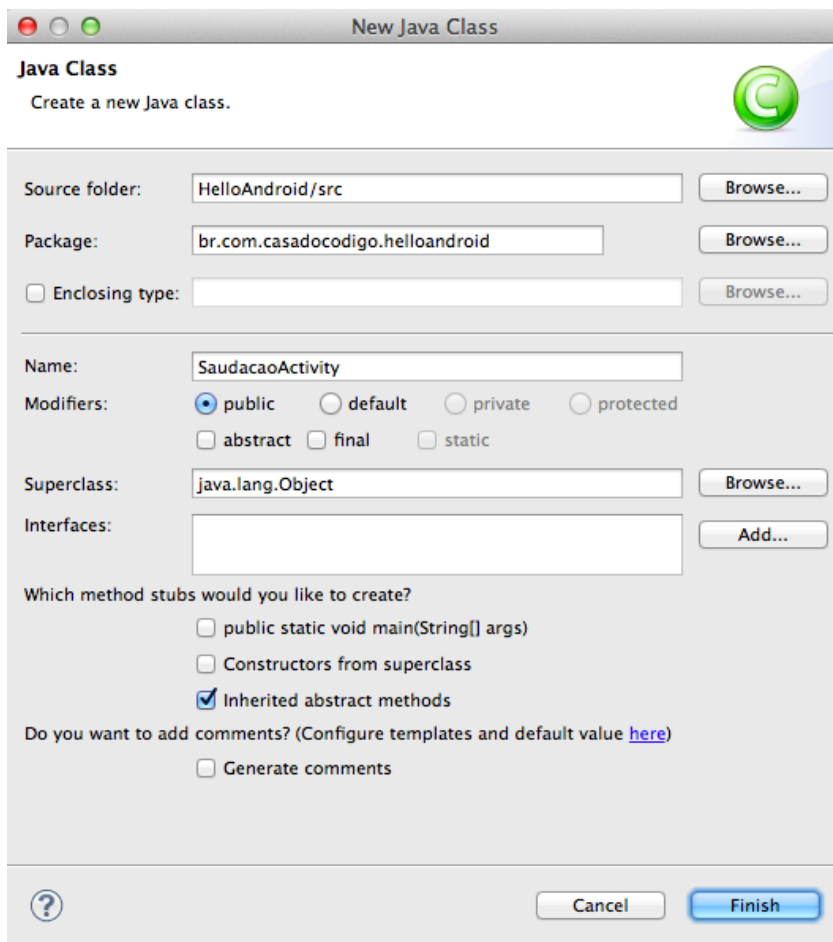 New Java Class
Java Class
Create a new Java class.
C
Source folder: HelloAndroid/src Browse...
Package: br.com.casadocodigo.helloandroid Browse...
Enclosing type: Browse...
Name: SaudacaoActivity
Modifiers: public default private protected
abstract final static
Superclass: java.lang.Object Browse...
Interfaces: Add...
Which method stubs would you like to create?
public static void main(String[] args)
Constructors from superclass
Inherited abstract methods
Do you want to add comments? (Configure templates and default value here)
Generate comments
? Cancel Finish